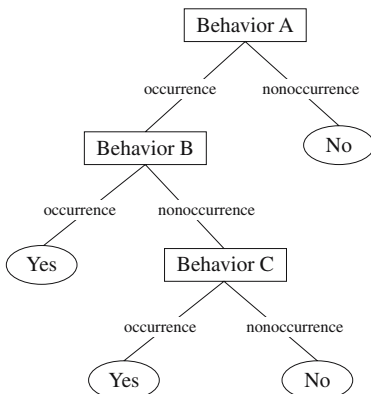 Behavior A
occurrence nonoccurrence
Behavior B No
occurrence nonoccurrence
Yes Behavior C
occurrence nonoccurrence
Yes No